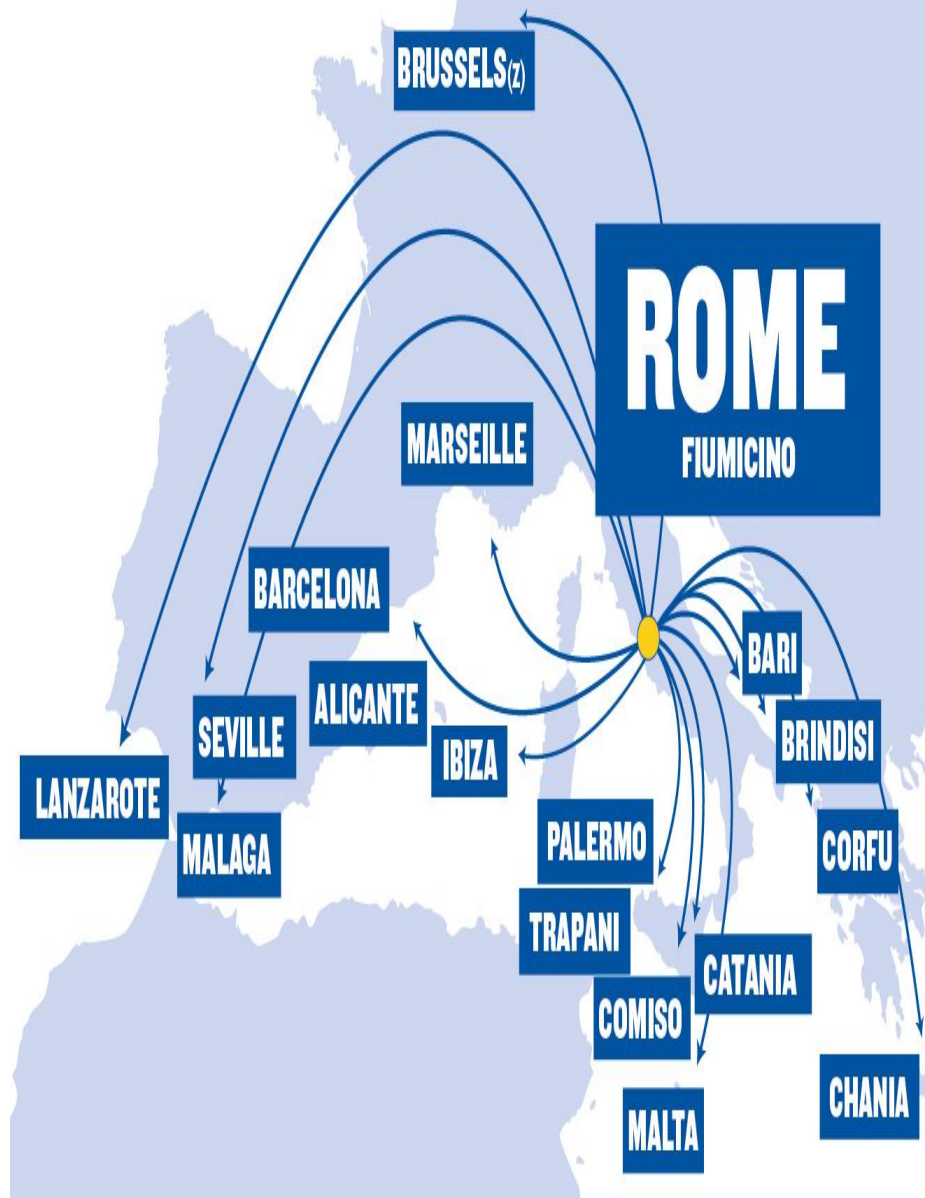 BRUSSELS(Z)
ROME
FIUMICINO
MARSEILLE
BARCELONA
BARI
ALICANTE
SEVILLE
IBIZA
BRINDISI
LANZAROTE
MALAGA
PALERMO
CORFU
TRAPANI
CATANIA
COMISO
CHANIA
MALTA